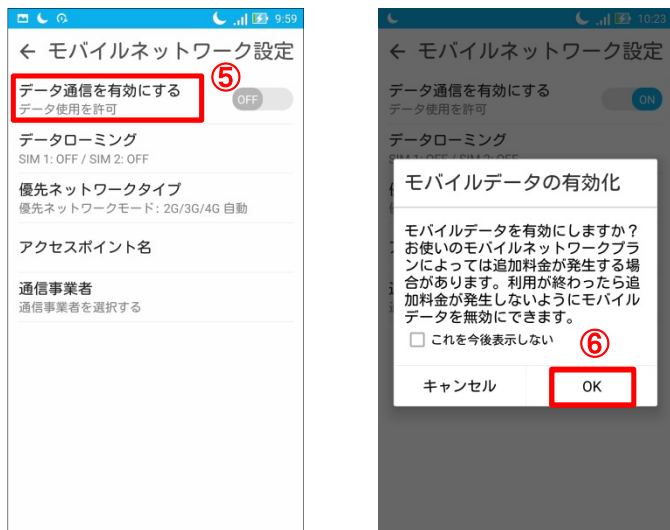 9:59
← モバイルネットワーク設定
⑤
データ通信を有効にする
データ使用を許可
OFF
データローミング
SIM 1: OFF / SIM 2: OFF
優先ネットワークタイプ
優先ネットワークモード: 2G/3G/4G 自動
アクセスポイント名
通信事業者
通信事業者を選択する
10:23
← モバイルネットワーク設定
データ通信を有効にする
データ使用を許可
ON
データローミング
SIM 1: OFF / SIM 2: OFF
モバイルデータの有効化
モバイルデータを有効にしますか?
お使いのモバイルネットワークプラ
ンによっては追加料金が発生する場
合があります。利用が終わったら追
加料金が発生しないようにモバイル
データを無効にできます。
これを今後表示しない
⑥
キャンセル
OK